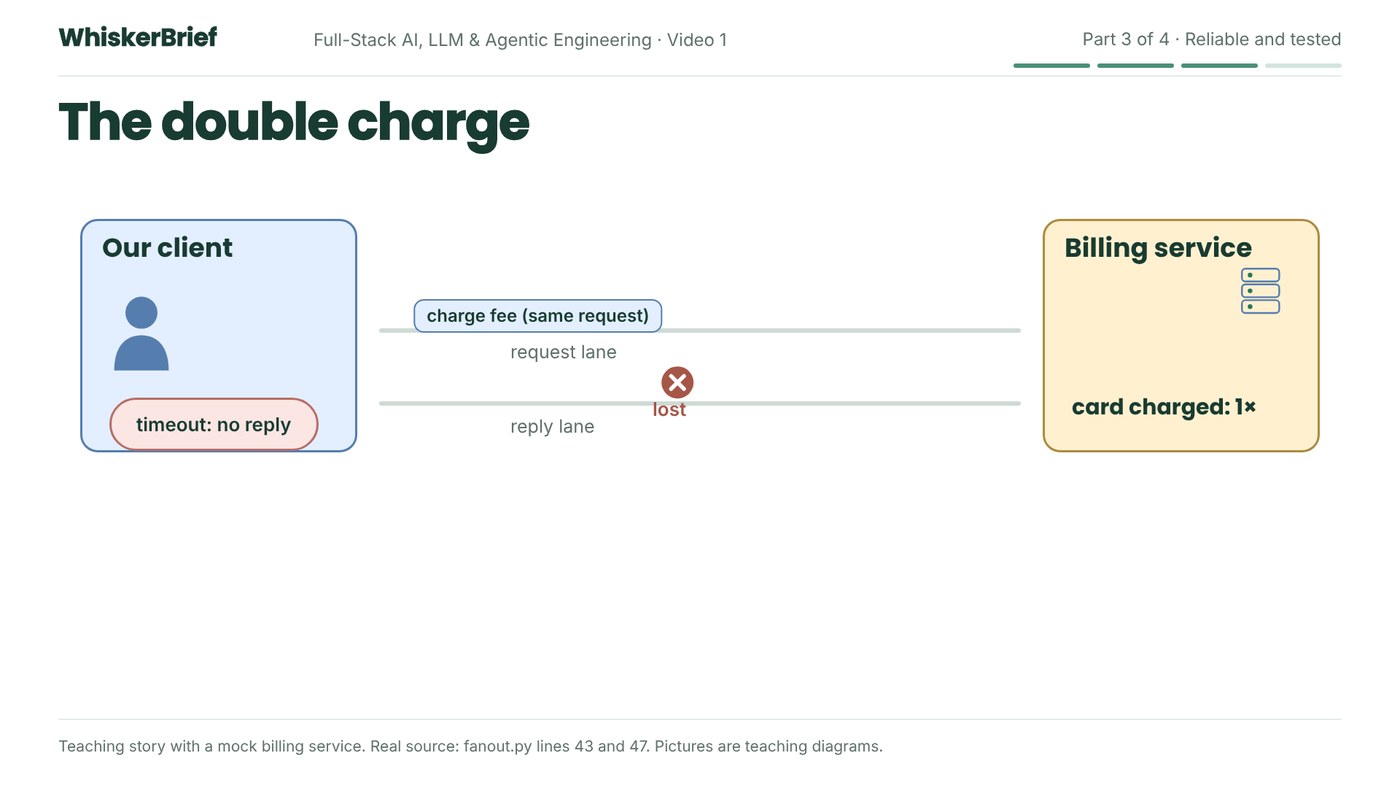 WhiskerBrief
Full-Stack AI, LLM & Agentic Engineering · Video 1
Part 3 of 4 · Reliable and tested
The double charge
Our client
Billing service
charge fee (same request)
request lane
lost
card charged: 1×
timeout: no reply
reply lane
Teaching story with a mock billing service. Real source: fanout.py lines 43 and 47. Pictures are teaching diagrams.